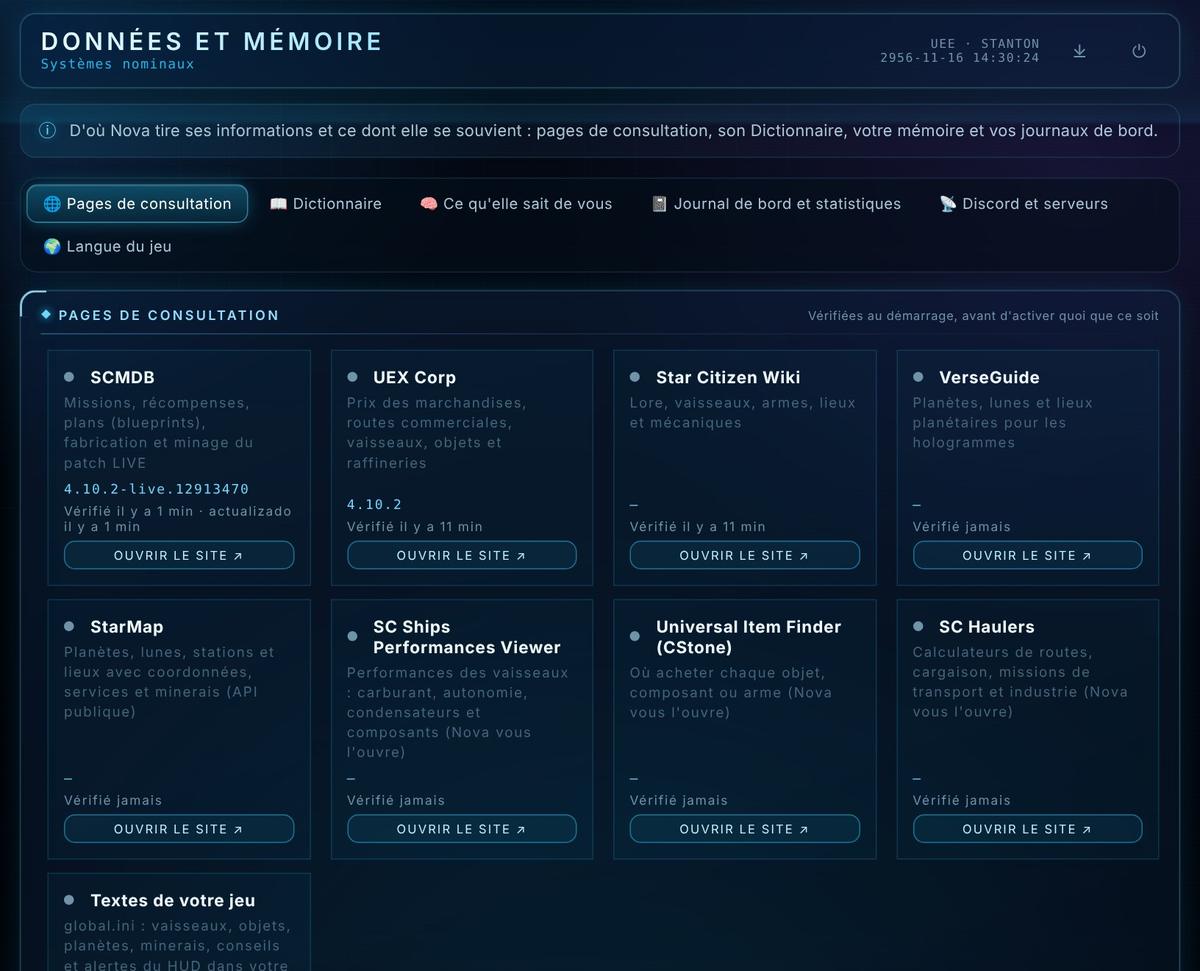 DONNÉES ET MÉMOIRE
Systèmes nominaux
UEE · STANTON
2956-11-16 14:30:24
D'où Nova tire ses informations et ce dont elle se souvient : pages de consultation, son Dictionnaire, votre mémoire et vos journaux de bord.
Pages de consultation
Dictionnaire
Ce qu'elle sait de vous
Journal de bord et statistiques
Discord et serveurs
Langue du jeu
PAGES DE CONSULTATION
Vérifiées au démarrage, avant d'activer quoi que ce soit
SCMDB
Missions, récompenses,
plans (blueprints),
fabrication et minage du
patch LIVE
4.10.2-live.12913470
Vérifié il y a 1 min · actualizado
il y a 1 min
OUVRIR LE SITE ↗
UEX Corp
Prix des marchandises,
routes commerciales,
vaisseaux, objets et
raffineries
4.10.2
Vérifié il y a 11 min
OUVRIR LE SITE ↗
Star Citizen Wiki
Lore, vaisseaux, armes, lieux
et mécaniques
—
Vérifié il y a 11 min
OUVRIR LE SITE ↗
VerseGuide
Planètes, lunes et lieux
planétaires pour les
hologrammes
—
Vérifié jamais
OUVRIR LE SITE ↗
StarMap
Planètes, lunes, stations et
lieux avec coordonnées,
services et minerais (API
publique)
—
Vérifié jamais
OUVRIR LE SITE ↗
SC Ships
Performances Viewer
Performances des vaisseaux
: carburant, autonomie,
condensateurs et
composants (Nova vous
l'ouvre)
—
Vérifié jamais
OUVRIR LE SITE ↗
Universal Item Finder
(CStone)
Où acheter chaque objet,
composant ou arme (Nova
vous l'ouvre)
—
Vérifié jamais
OUVRIR LE SITE ↗
SC Haulers
Calculateurs de routes,
cargaison, missions de
transport et industrie (Nova
vous l'ouvre)
—
Vérifié jamais
OUVRIR LE SITE ↗
Textes de votre jeu
global.ini : vaisseaux, objets,
planètes, minerais, conseils
et alertes du HUD dans votre